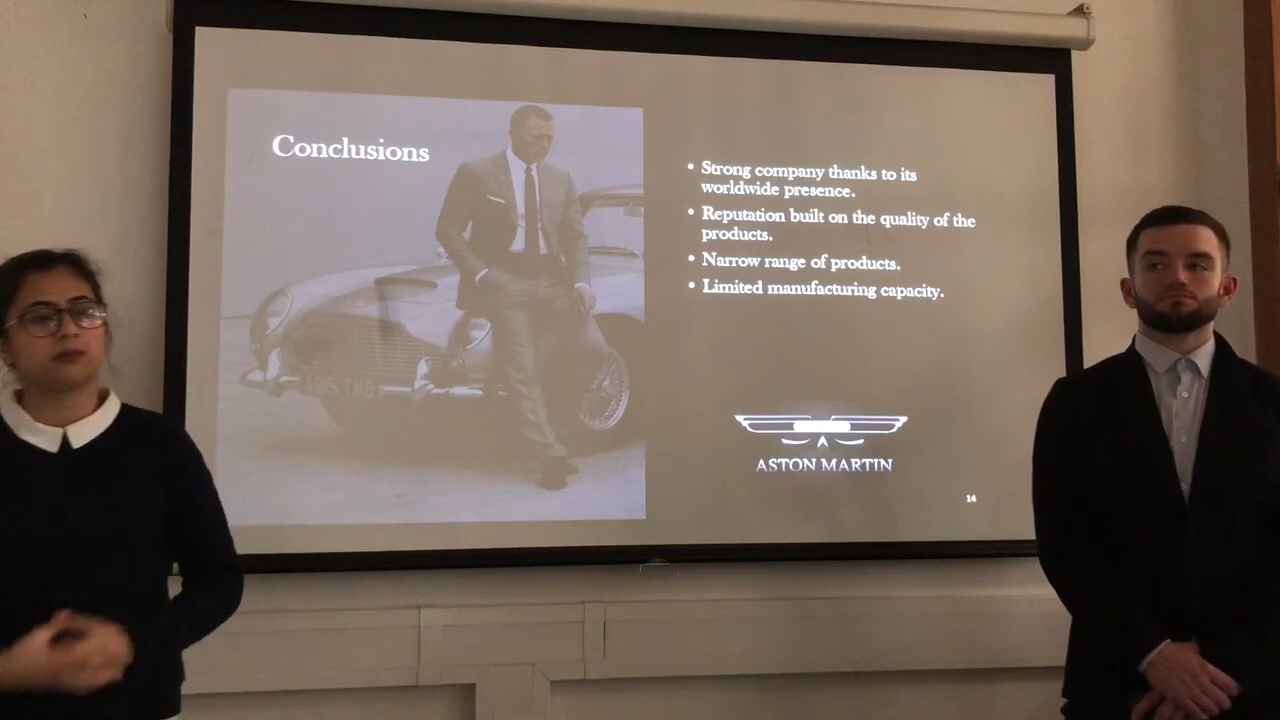 Conclusions
• Strong company thanks to its
worldwide presence.
• Reputation built on the quality of the
products.
• Narrow range of products.
• Limited manufacturing capacity.
ASTON MARTIN
14